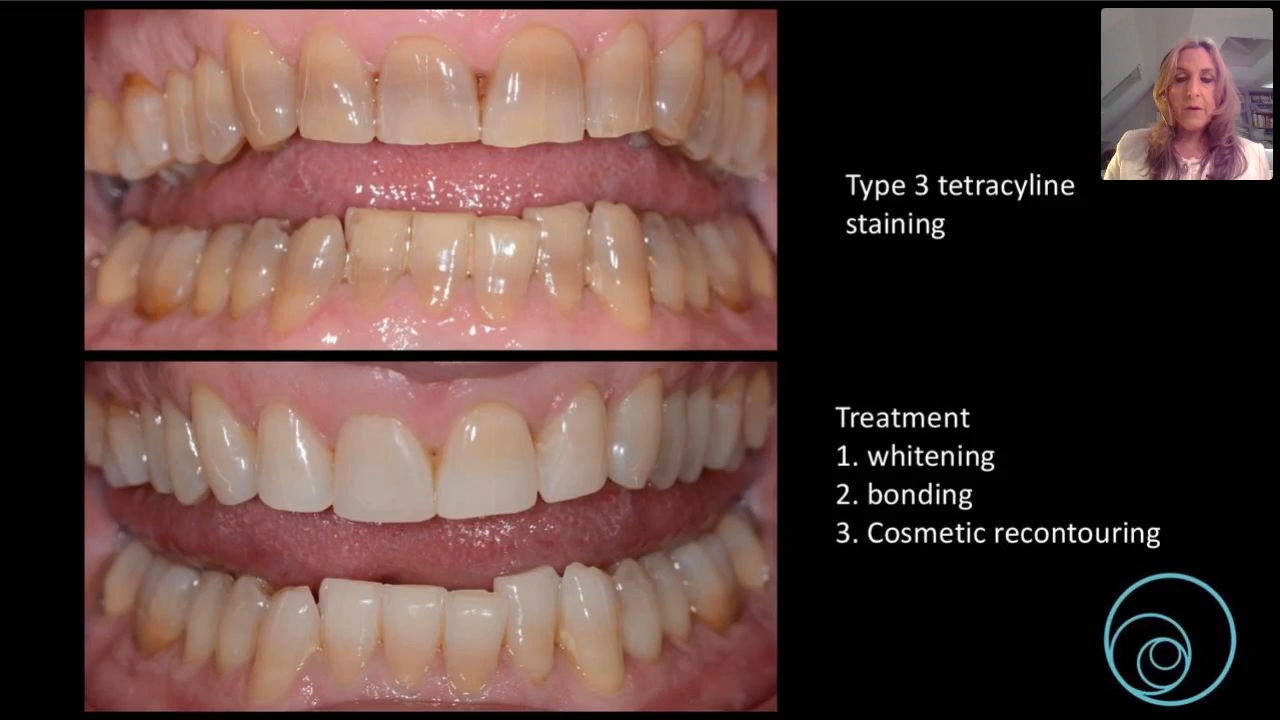 Type 3 tetracyline
staining
Treatment
1. whitening
2. bonding
3. Cosmetic recontouring